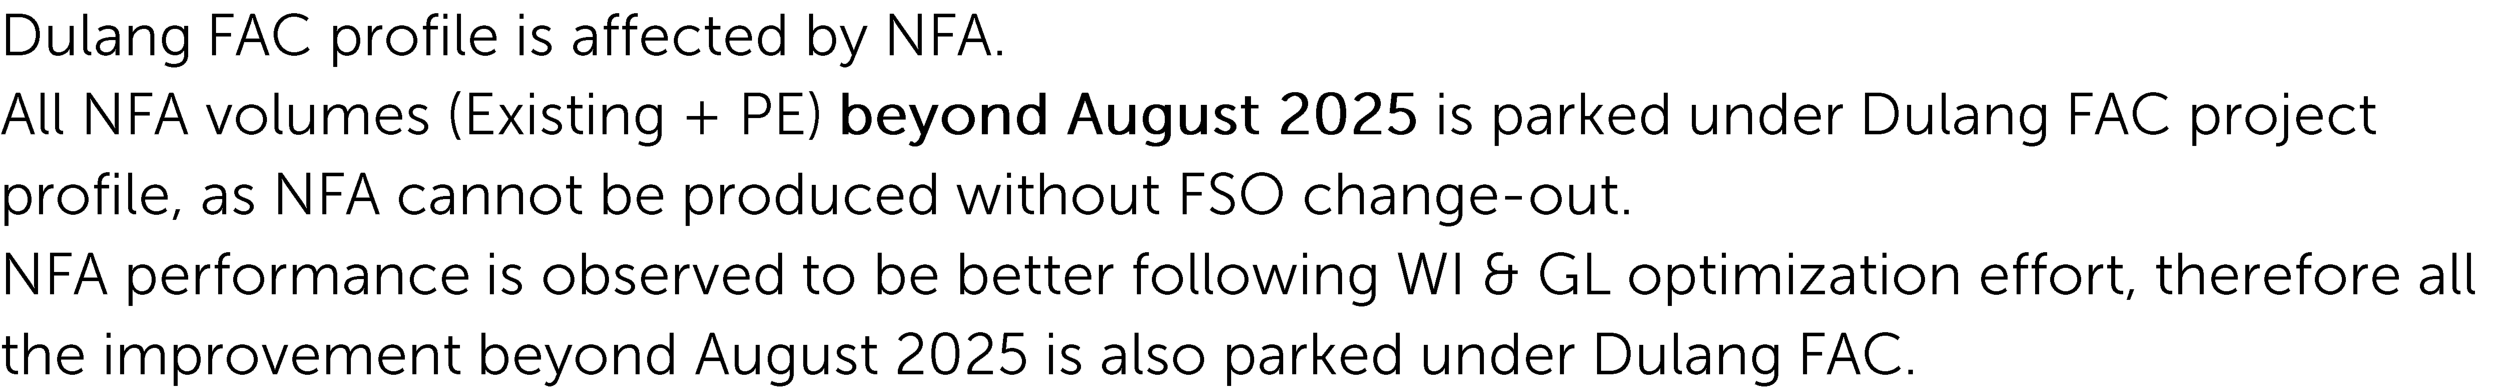 Dulang FAC profile is affected by NFA.
All NFA volumes (Existing + PE) beyond August 2025 is parked under Dulang FAC project
profile, as NFA cannot be produced without FSO change-out.
NFA performance is observed to be better following WI & GL optimization effort, therefore all
the improvement beyond August 2025 is also parked under Dulang FAC.